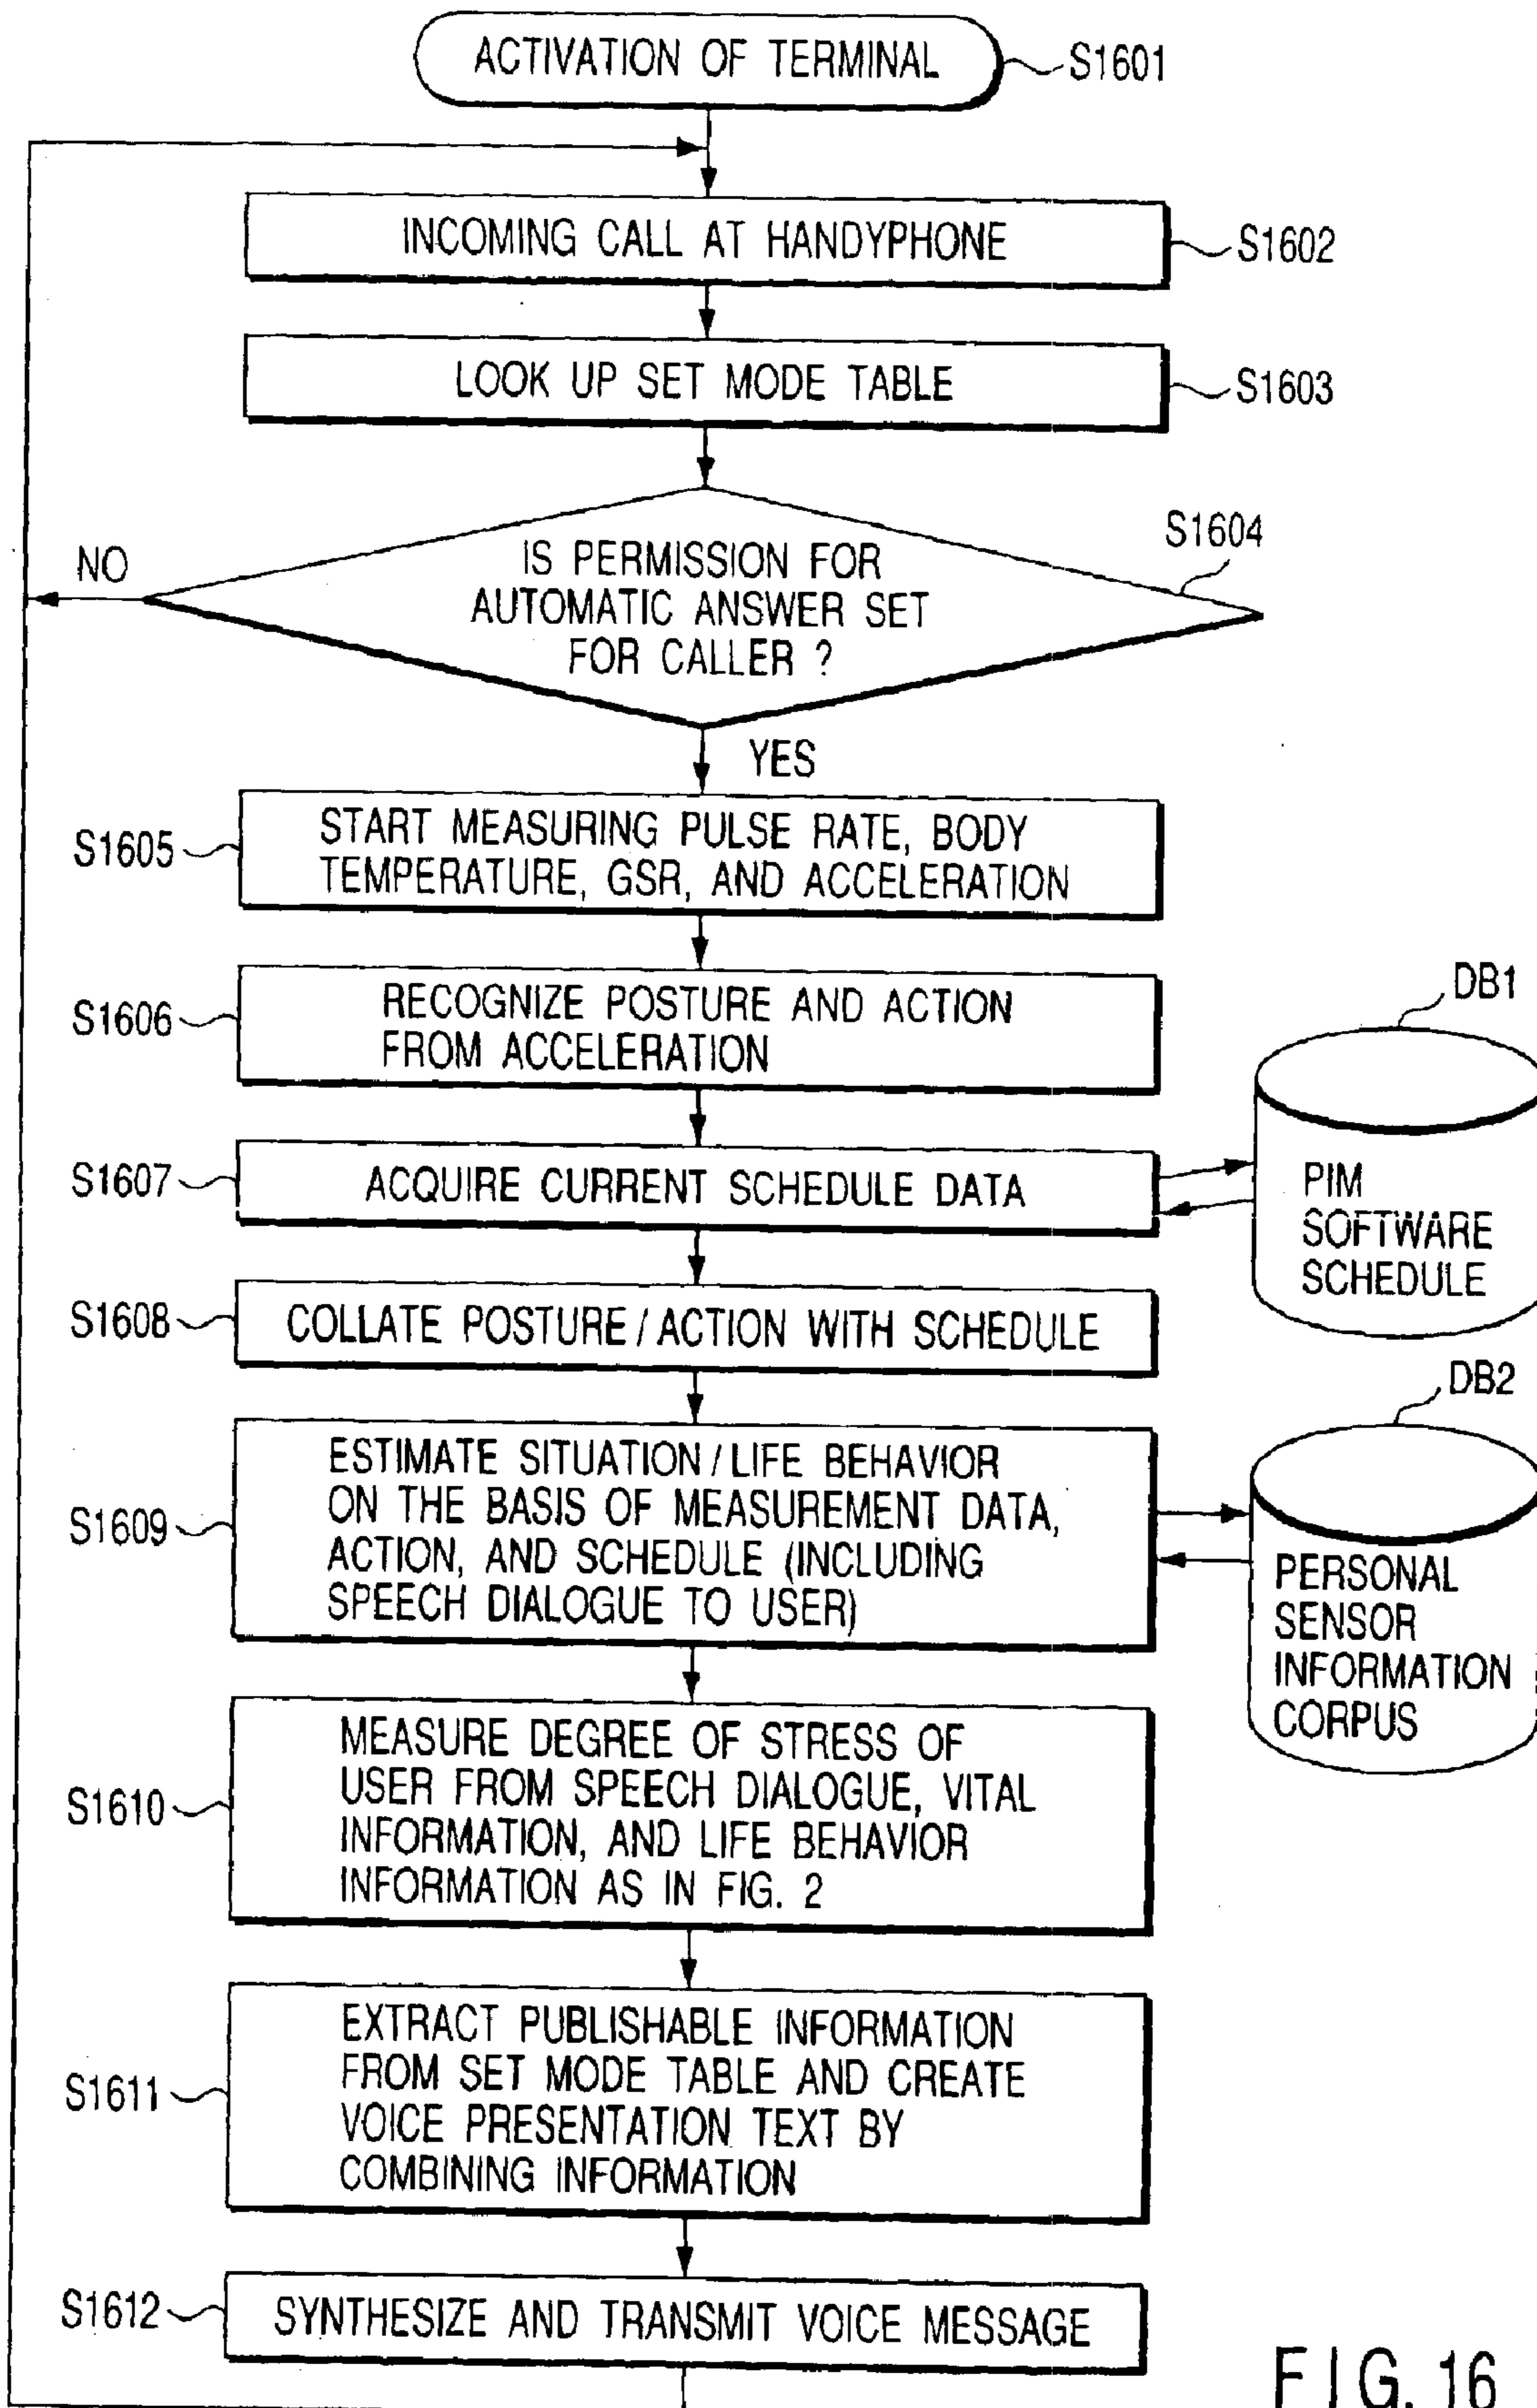 ACTIVATION OF TERMINAL
S1601
INCOMING CALL AT HANDYPHONE
S1602
LOOK UP SET MODE TABLE
S1603
S1604
NO
IS PERMISSION FOR
AUTOMATIC ANSWER SET
FOR CALLER ?
YES
S1605
START MEASURING PULSE RATE, BODY
TEMPERATURE, GSR, AND ACCELERATION
S1606
RECOGNIZE POSTURE AND ACTION
FROM ACCELERATION
DB1
PIM
SOFTWARE
SCHEDULE
S1607
ACQUIRE CURRENT SCHEDULE DATA
S1608
COLLATE POSTURE / ACTION WITH SCHEDULE
DB2
PERSONAL
SENSOR
INFORMATION
CORPUS
S1609
ESTIMATE SITUATION / LIFE BEHAVIOR
ON THE BASIS OF MEASUREMENT DATA,
ACTION, AND SCHEDULE (INCLUDING
SPEECH DIALOGUE TO USER)
S1610
MEASURE DEGREE OF STRESS OF
USER FROM SPEECH DIALOGUE, VITAL
INFORMATION, AND LIFE BEHAVIOR
INFORMATION AS IN FIG. 2
S1611
EXTRACT PUBLISHABLE INFORMATION
FROM SET MODE TABLE AND CREATE
VOICE PRESENTATION TEXT BY
COMBINING INFORMATION
S1612
SYNTHESIZE AND TRANSMIT VOICE MESSAGE
FIG. 16